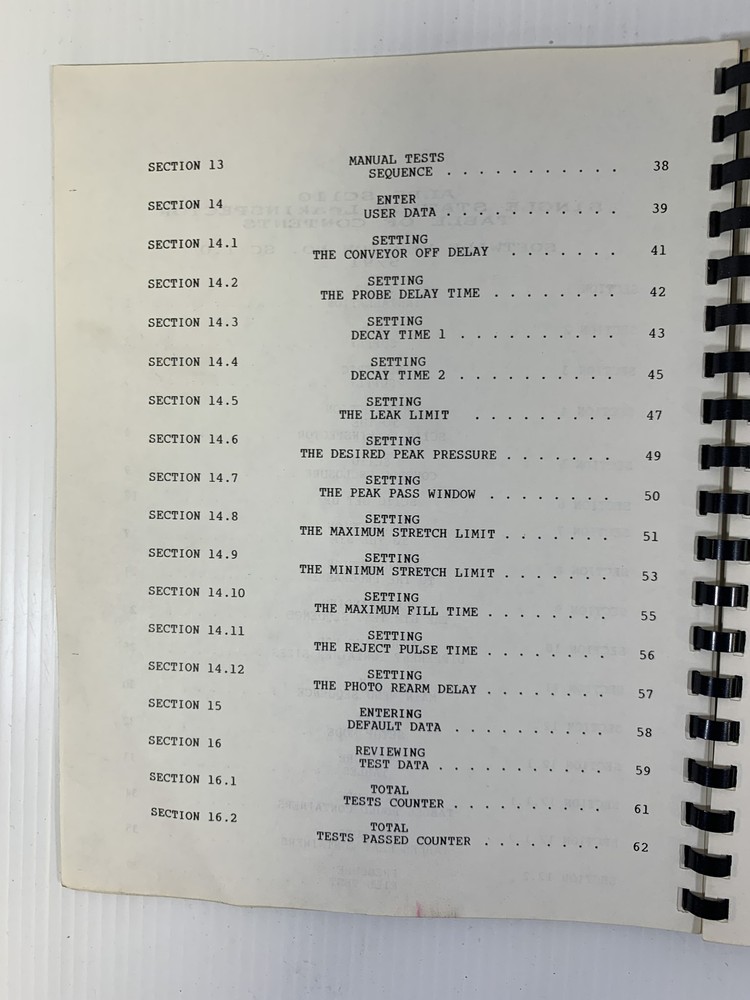 SECTION 13 MANUAL TESTS
SEQUENCE . . . . . . . . . . . 38
SECTION 14 ENTER
USER DATA . . . . . . . . . . . 39
SECTION 14.1 SETTING
THE CONVEYOR OFF DELAY . . . . . . . 41
SECTION 14.2 SETTING
THE PROBE DELAY TIME . . . . . . . . 42
SECTION 14.3 SETTING
DECAY TIME 1 . . . . . . . . . . 43
SECTION 14.4 SETTING
DECAY TIME 2 . . . . . . . . . . 45
SECTION 14.5 SETTING
THE LEAK LIMIT . . . . . . . . . 47
SECTION 14.6 SETTING
THE DESIRED PEAK PRESSURE . . . . . . . 49
SECTION 14.7 SETTING
THE PEAK PASS WINDOW . . . . . . . . 50
SECTION 14.8 SETTING
THE MAXIMUM STRETCH LIMIT . . . . . . . 51
SECTION 14.9 SETTING
THE MINIMUM STRETCH LIMIT . . . . . . . 53
SECTION 14.10 SETTING
THE MAXIMUM FILL TIME . . . . . . . . 55
SECTION 14.11 SETTING
THE REJECT PULSE TIME . . . . . . . . 56
SECTION 14.12 SETTING
THE PHOTO REARM DELAY . . . . . . . . 57
SECTION 15 ENTERING
DEFAULT DATA . . . . . . . . . . 58
SECTION 16 REVIEWING
TEST DATA . . . . . . . . . . . 59
SECTION 16.1 TOTAL
TESTS COUNTER . . . . . . . . . . 61
SECTION 16.2 TOTAL
TESTS PASSED COUNTER . . . . . . . . 62